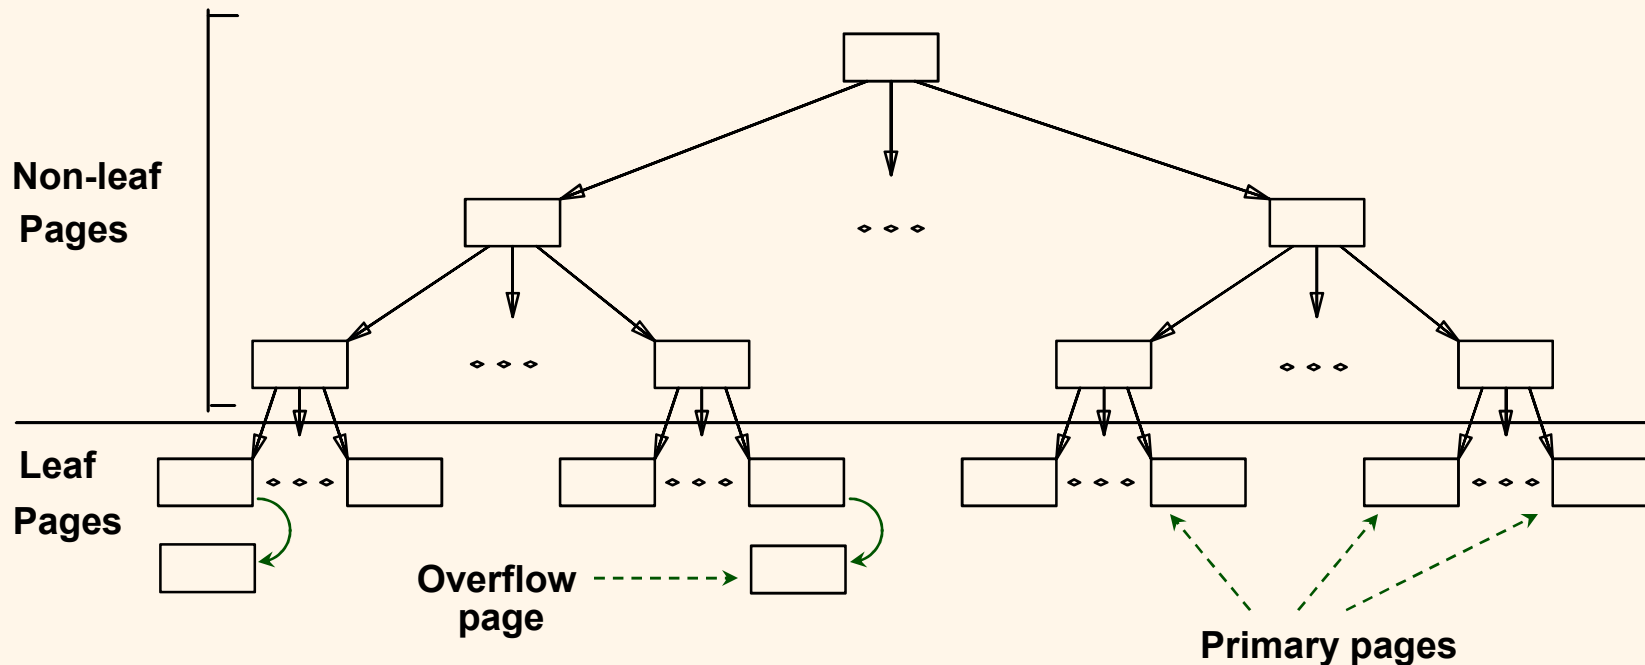 Non-leaf
Pages
Leaf
Pages
Overflow
page
Primary pages